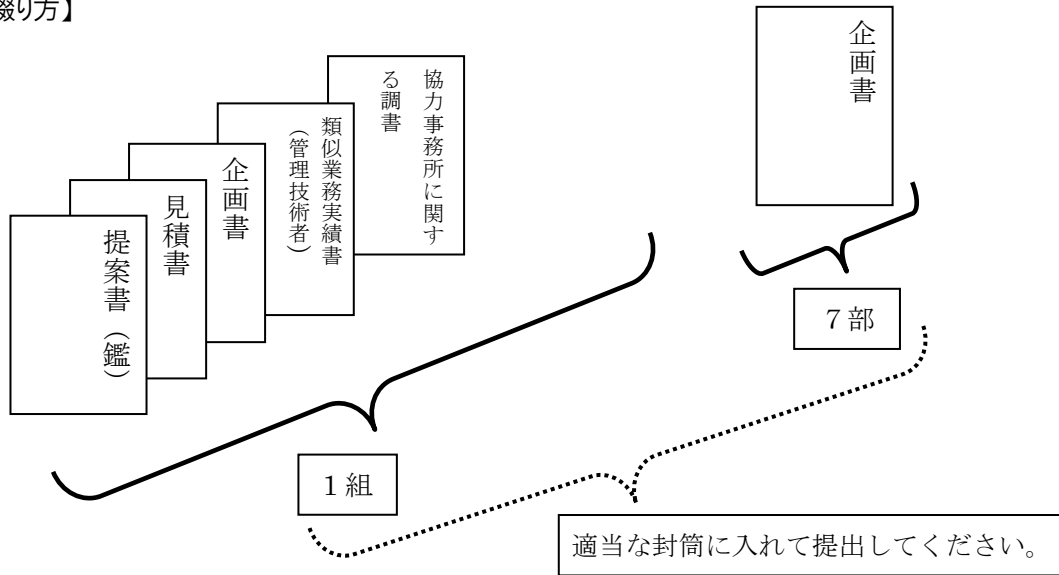 綴り方】
提案書（鑑）
見積書
企画書
類似業務実績書
（管理技術者）
協力事務所に関す
る調書
企画書
７部
１組
適当な封筒に入れて提出してください。